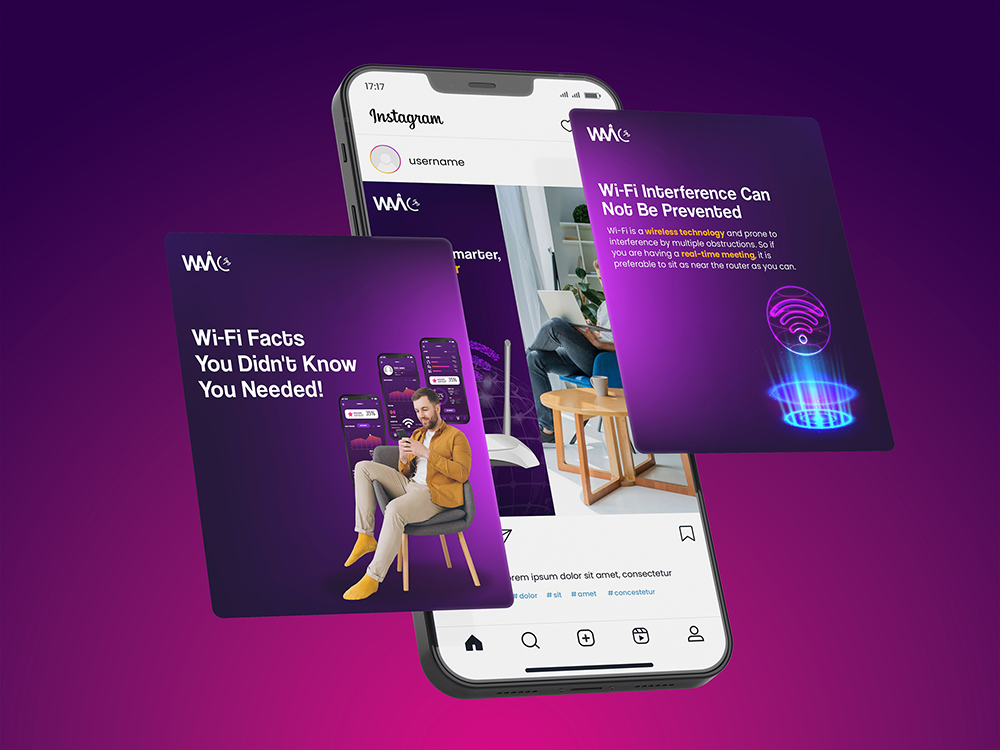 17:17
Instagram
username
marter,
Wi-Fi Facts
You Didn't Know
You Needed!
35%
35%
Wi-Fi Interference Can
Not Be Prevented
Wi-Fi is a wireless technology and prone to
interference by multiple obstructions. So if
you are having a real-time meeting, it is
preferable to sit as near the router as you can.
orem ipsum dolor sit amet, consectetur
#dolor #sit #amet #concestetur